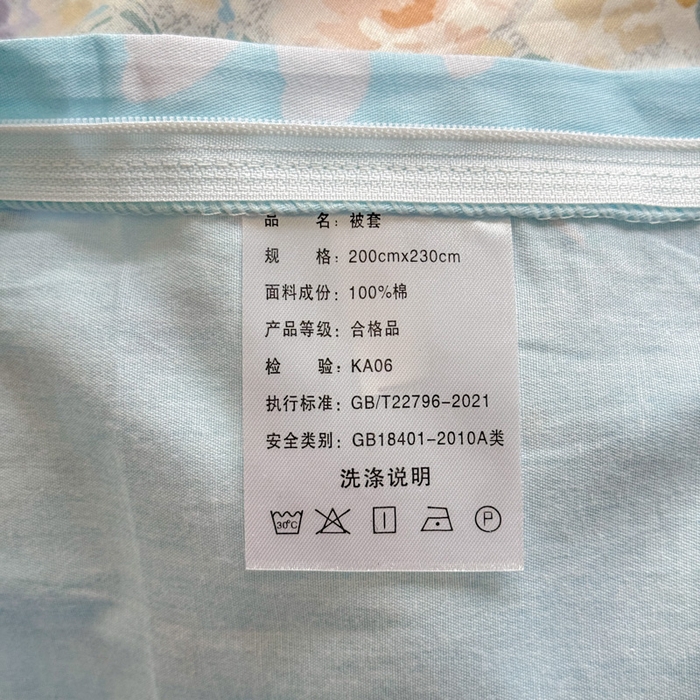 品 名：被套
规 格：200cmx230cm
面料成份：100%棉
产品等级：合格品
检 验：KA06
执行标准：GB/T22796-2021
安全类别：GB18401-2010A类
洗涤说明
30℃ P